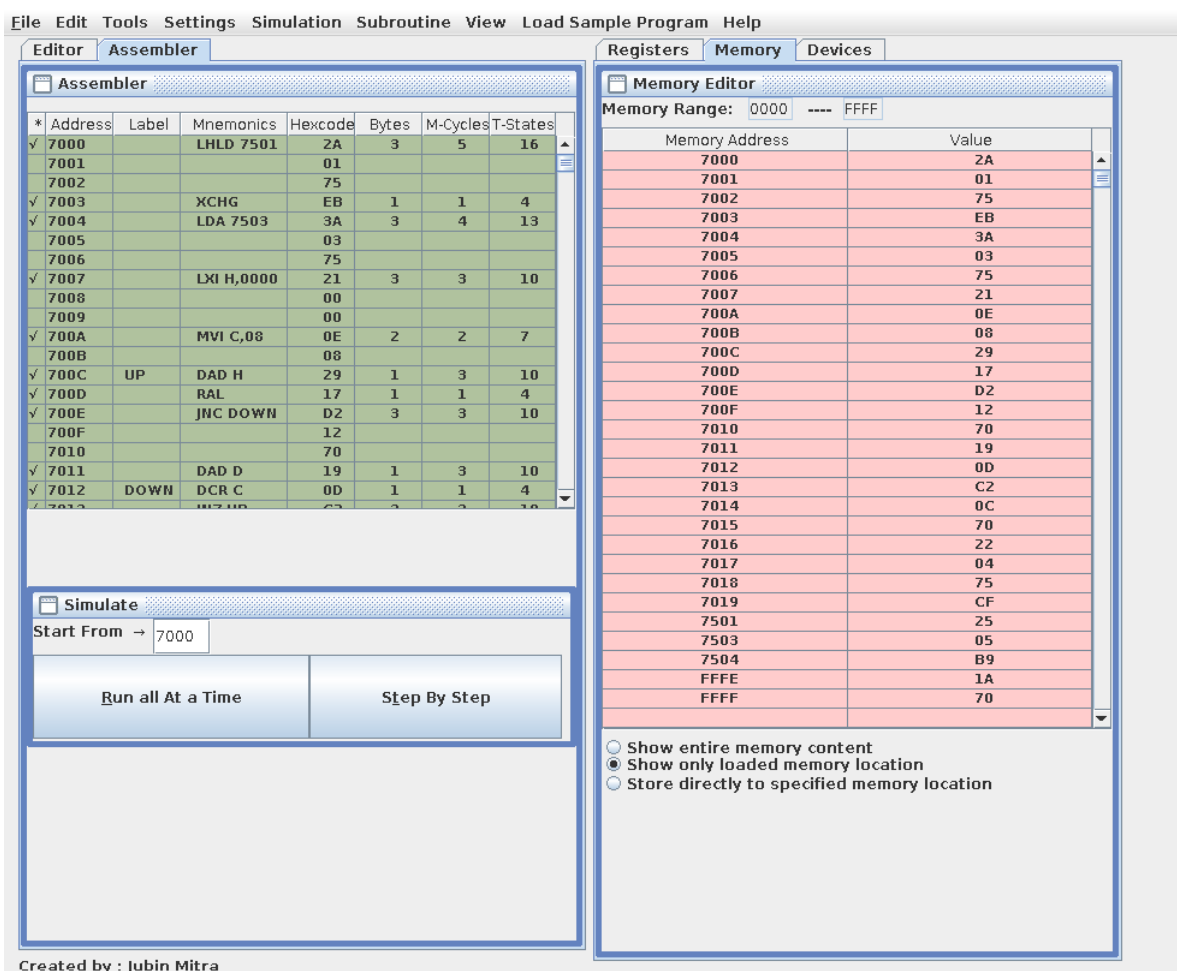 File Edit Tools Settings Simulation Subroutine View Load Sample Program Help
Editor Assembler
Assembler
* Address Label Mnemonics Hexcode Bytes M-Cycles T-States
√ 7000 LHLD 7501 2A 3 5 16
7001 01
7002 75
√ 7003 XCHG EB 1 1 4
√ 7004 LDA 7503 3A 3 4 13
7005 03
7006 75
√ 7007 LXI H,0000 21 3 3 10
7008 00
7009 00
√ 700A MVI C,08 0E 2 2 7
700B 08
√ 700C UP DAD H 29 1 3 10
√ 700D RAL 17 1 1 4
√ 700E JNC DOWN D2 3 3 10
700F 12
7010 70
√ 7011 DAD D 19 1 3 10
√ 7012 DOWN DCR C 0D 1 1 4
Simulate
Start From → 7000
Run all At a Time Step By Step
Registers Memory Devices
Memory Editor
Memory Range: 0000 ---- FFFF
Memory Address Value
7000 2A
7001 01
7002 75
7003 EB
7004 3A
7005 03
7006 75
7007 21
700A 0E
700B 08
700C 29
700D 17
700E D2
700F 12
7010 70
7011 19
7012 0D
7013 C2
7014 0C
7015 70
7016 22
7017 04
7018 75
7019 CF
7501 25
7503 05
7504 B9
FFFE 1A
FFFF 70
Show entire memory content
Show only loaded memory location
Store directly to specified memory location
Created by : Jubin Mitra